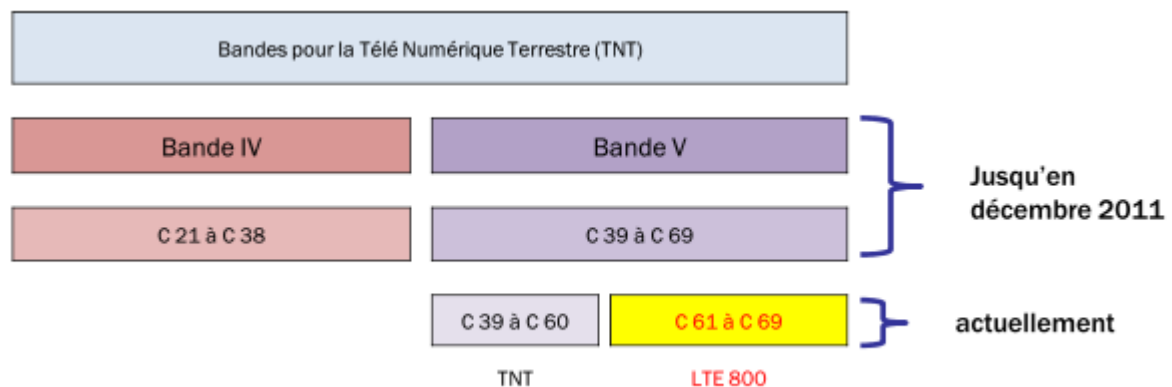 Bandes pour la Télé Numérique Terrestre (TNT)
Bande IV
Bande V
Jusqu'en
décembre 2011
C 21 à C 38
C 39 à C 69
C 39 à C 60
C 61 à C 69
actuellement
TNT
LTE 800